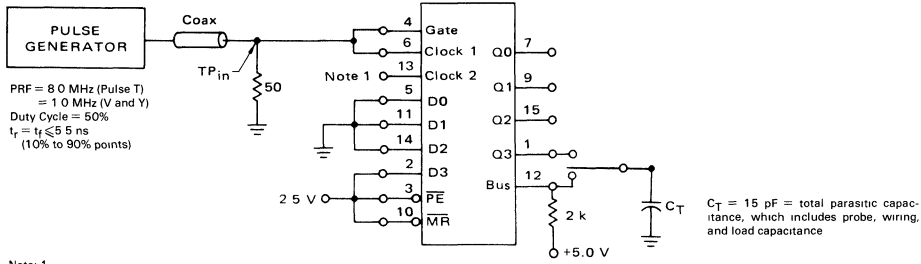 Coax
PULSE
GENERATOR
TPin
50
PRF = 8 0 MHz (Pulse T)
= 1 0 MHz (V and Y)
Duty Cycle = 50%
tr = tf ⩽5 5 ns
(10% to 90% points)
4 Gate
6 Clock 1
Note 1 13 Clock 2
5 D0
11 D1
14 D2
2 D3
2 5 V 3 PE
10 MR
Q0 7
Q1 9
Q2 15
Q3 1
Bus 12
2 k
+5.0 V
CT
CT = 15 pF = total parasitic capac-
itance, which includes probe, wiring,
and load capacitance
Note: 1